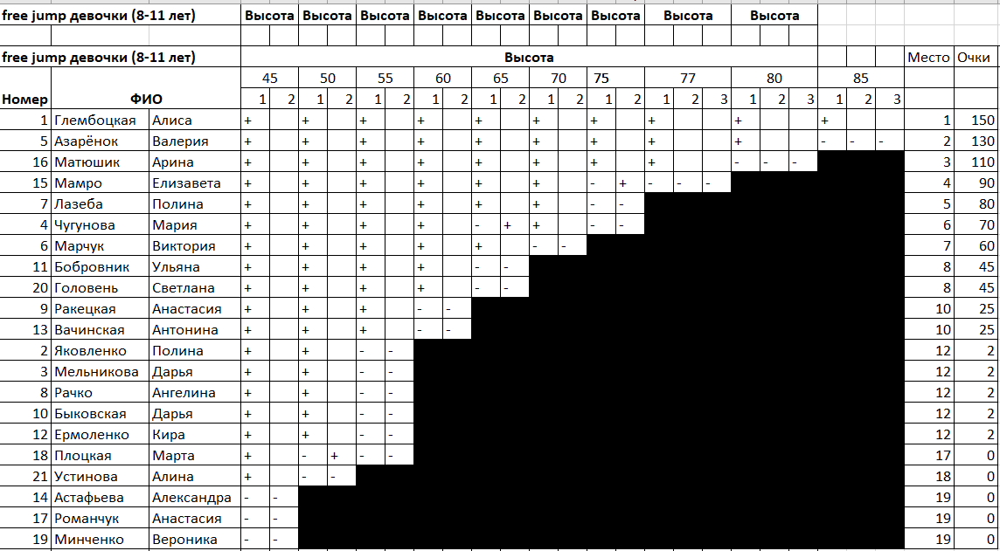 free jump девочки (8-11 лет) Высота Высота Высота Высота Высота Высота Высота Высота Высота
free jump девочки (8-11 лет) Высота Место Очки
45 50 55 60 65 70 75 77 80 85
Номер ФИО 1 2 1 2 1 2 1 2 1 2 1 2 1 2 1 2 3 1 2 3 1 2 3
1 Глембоцкая Алиса + + + + + + + + + + 1 150
5 Азарёнок Валерия + + + + + + + + + - - - 2 130
16 Матюшик Арина + + + + + + + + - - - 3 110
15 Мамро Елизавета + + + + + + - + - - - 4 90
7 Лазеба Полина + + + + + + - - 5 80
4 Чугунова Мария + + + + - + + - - 6 70
6 Марчук Виктория + + + + + - - 7 60
11 Бобровник Ульяна + + + + - - 8 45
20 Головень Светлана + + + + - - 8 45
9 Ракецкая Анастасия + + + - - 10 25
13 Вачинская Антонина + + + - - 10 25
2 Яковленко Полина + + - - 12 2
3 Мельникова Дарья + + - - 12 2
8 Рачко Ангелина + + - - 12 2
10 Быковская Дарья + + - - 12 2
12 Ермоленко Кира + + - - 12 2
18 Плоцкая Марта + - + - - 17 0
21 Устинова Алина + - - 18 0
14 Астафьева Александра - - 19 0
17 Романчук Анастасия - - 19 0
19 Минченко Вероника - - 19 0